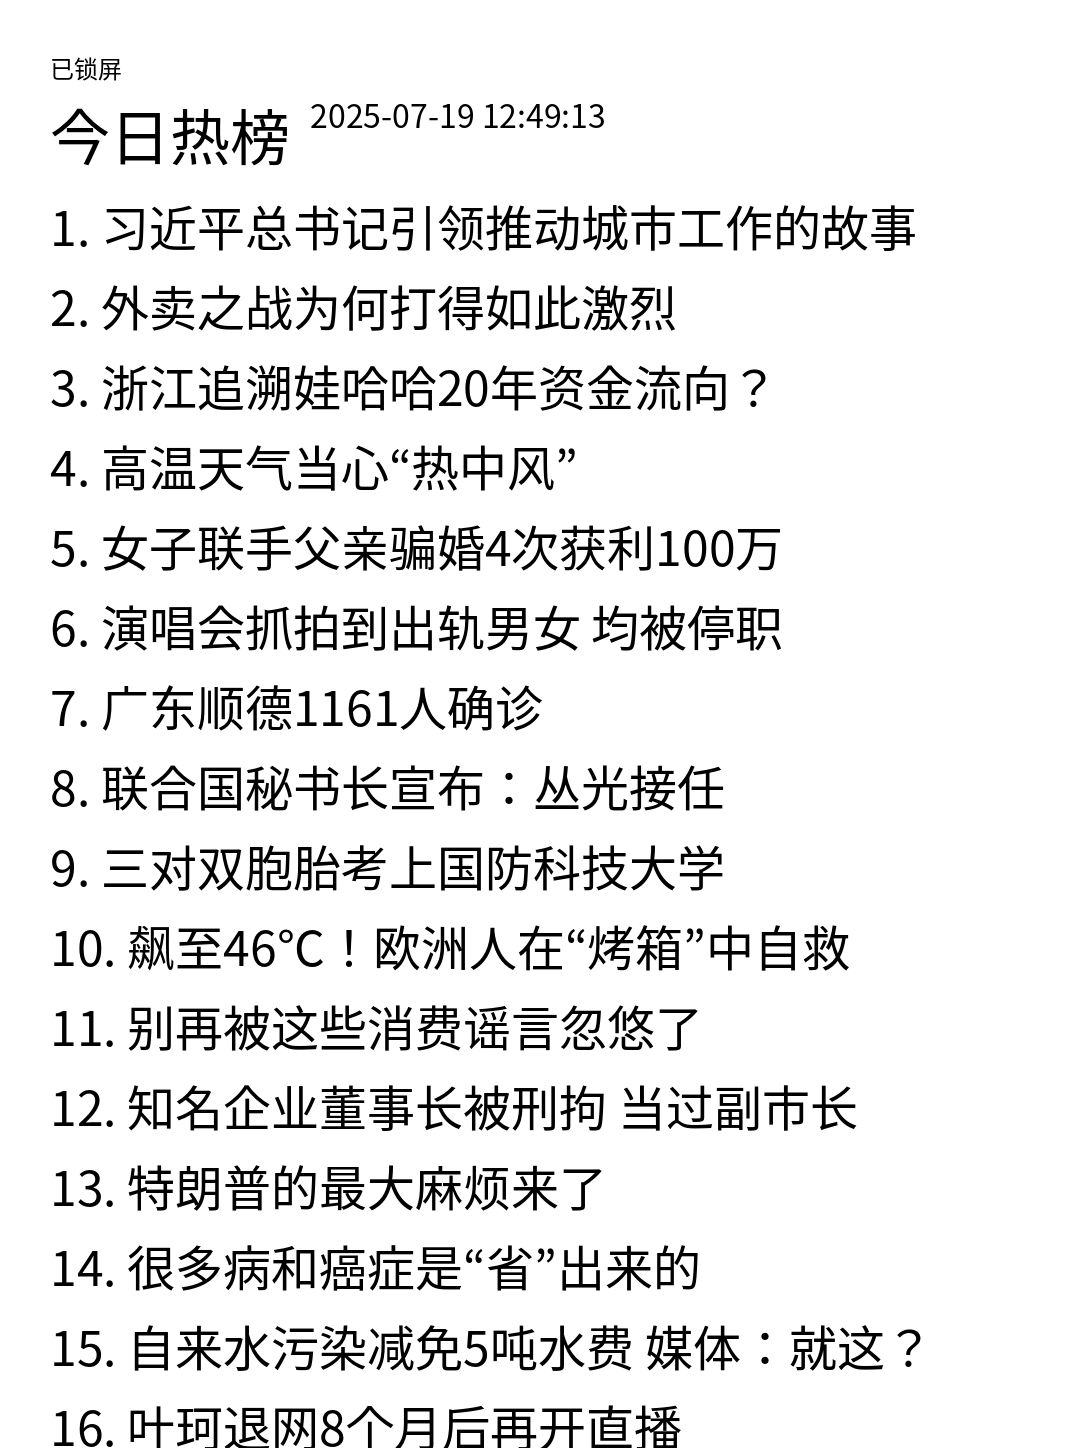 已锁屏
今日热榜 2025-07-19 12:49:13
1. 习近平总书记引领推动城市工作的故事
2. 外卖之战为何打得如此激烈
3. 浙江追溯娃哈哈20年资金流向？
4. 高温天气当心“热中风”
5. 女子联手父亲骗婚4次获利100万
6. 演唱会抓拍到出轨男女 均被停职
7. 广东顺德1161人确诊
8. 联合国秘书长宣布：丛光接任
9. 三对双胞胎考上国防科技大学
10. 飙至46℃！欧洲人在“烤箱”中自救
11. 别再被这些消费谣言忽悠了
12. 知名企业董事长被刑拘 当过副市长
13. 特朗普的最大麻烦来了
14. 很多病和癌症是“省”出来的
15. 自来水污染减免5吨水费 媒体：就这？
16. 叶珂退网8个月后再开直播